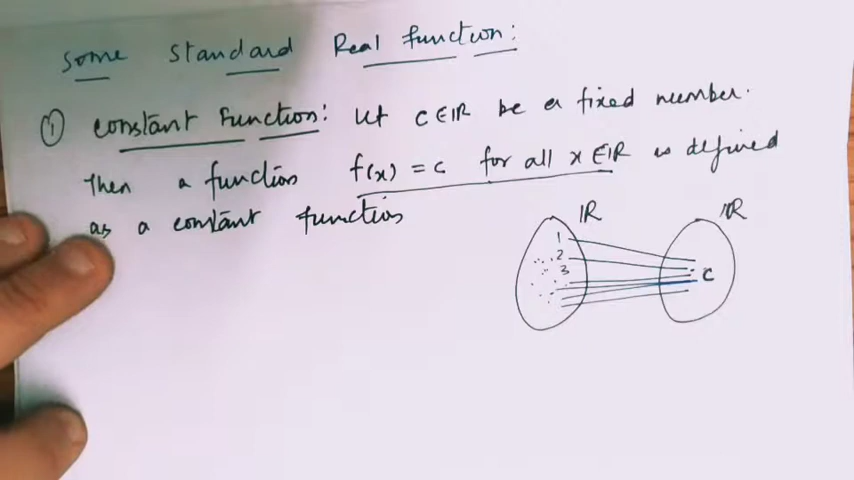 Some Standard Real function:
① Constant Function: Let C∈ℝ be a fixed number.
Then a function f(x) = c for all x∈ℝ is defined
as a constant function
ℝ ℝ
1
2
3
C